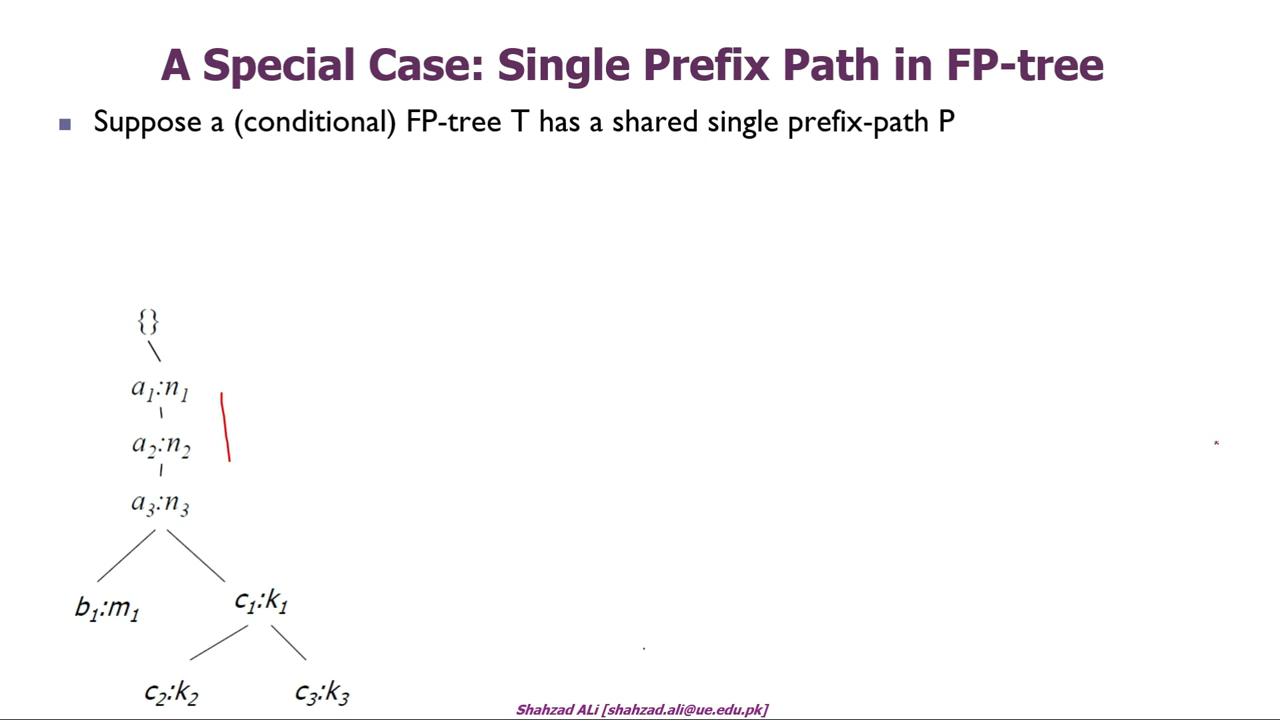 A Special Case: Single Prefix Path in FP-tree
Suppose a (conditional) FP-tree T has a shared single prefix-path P
{}
a1:n1
a2:n2
a3:n3
b1:m1 c1:k1
c2:k2 c3:k3
Shahzad ALi [shahzad.ali@ue.edu.pk]